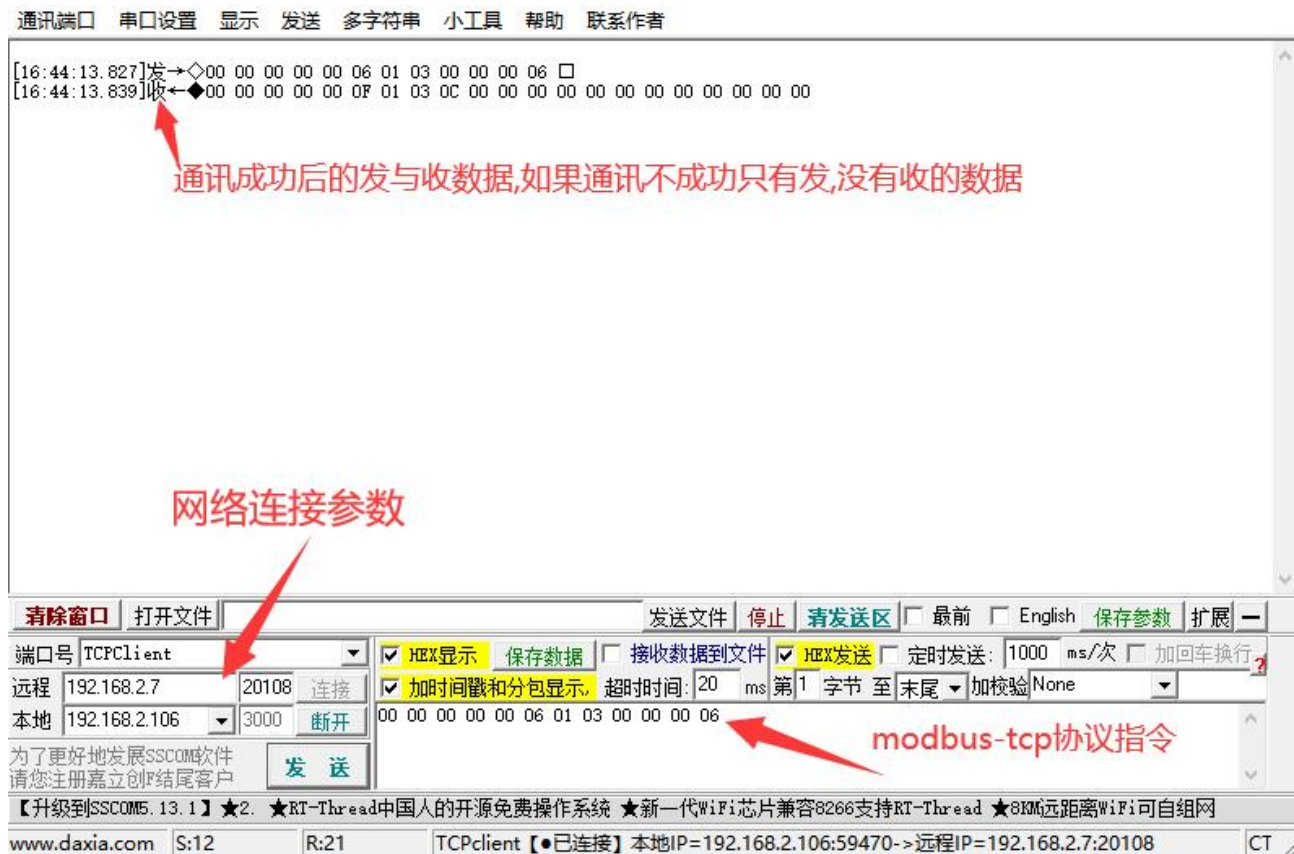 通讯端口 串口设置 显示 发送 多字符串 小工具 帮助 联系作者
[16:44:13.827]发→◇00 00 00 00 00 06 01 03 00 00 00 06 □
[16:44:13.839]收←◆00 00 00 00 00 0F 01 03 0C 00 00 00 00 00 00 00 00 00 00 00 00
通讯成功后的发与收数据,如果通讯不成功只有发,没有收的数据
网络连接参数
清除窗口 打开文件 发送文件 停止 清发送区 最前 English 保存参数 扩展 —
端口号 TCPClient HEX显示 保存数据 接收数据到文件 HEX发送 定时发送: 1000 ms/次 加回车换行
远程 192.168.2.7 20108 连接 加时间戳和分包显示, 超时时间: 20 ms 第 1 字节 至 末尾 加校验 None
本地 192.168.2.106 3000 断开 00 00 00 00 00 06 01 03 00 00 00 06
modbus-tcp协议指令
为了更好地发展SSCOM软件
请您注册嘉立创F结尾客户
发 送
【升级到SSCOM5.13.1】★2. ★RT-Thread中国人的开源免费操作系统 ★新一代WiFi芯片兼容8266支持RT-Thread ★8KM远距离WiFi可自组网
www.daxia.com S:12 R:21 TCPclient【●已连接】本地IP=192.168.2.106:59470->远程IP=192.168.2.7:20108 CT